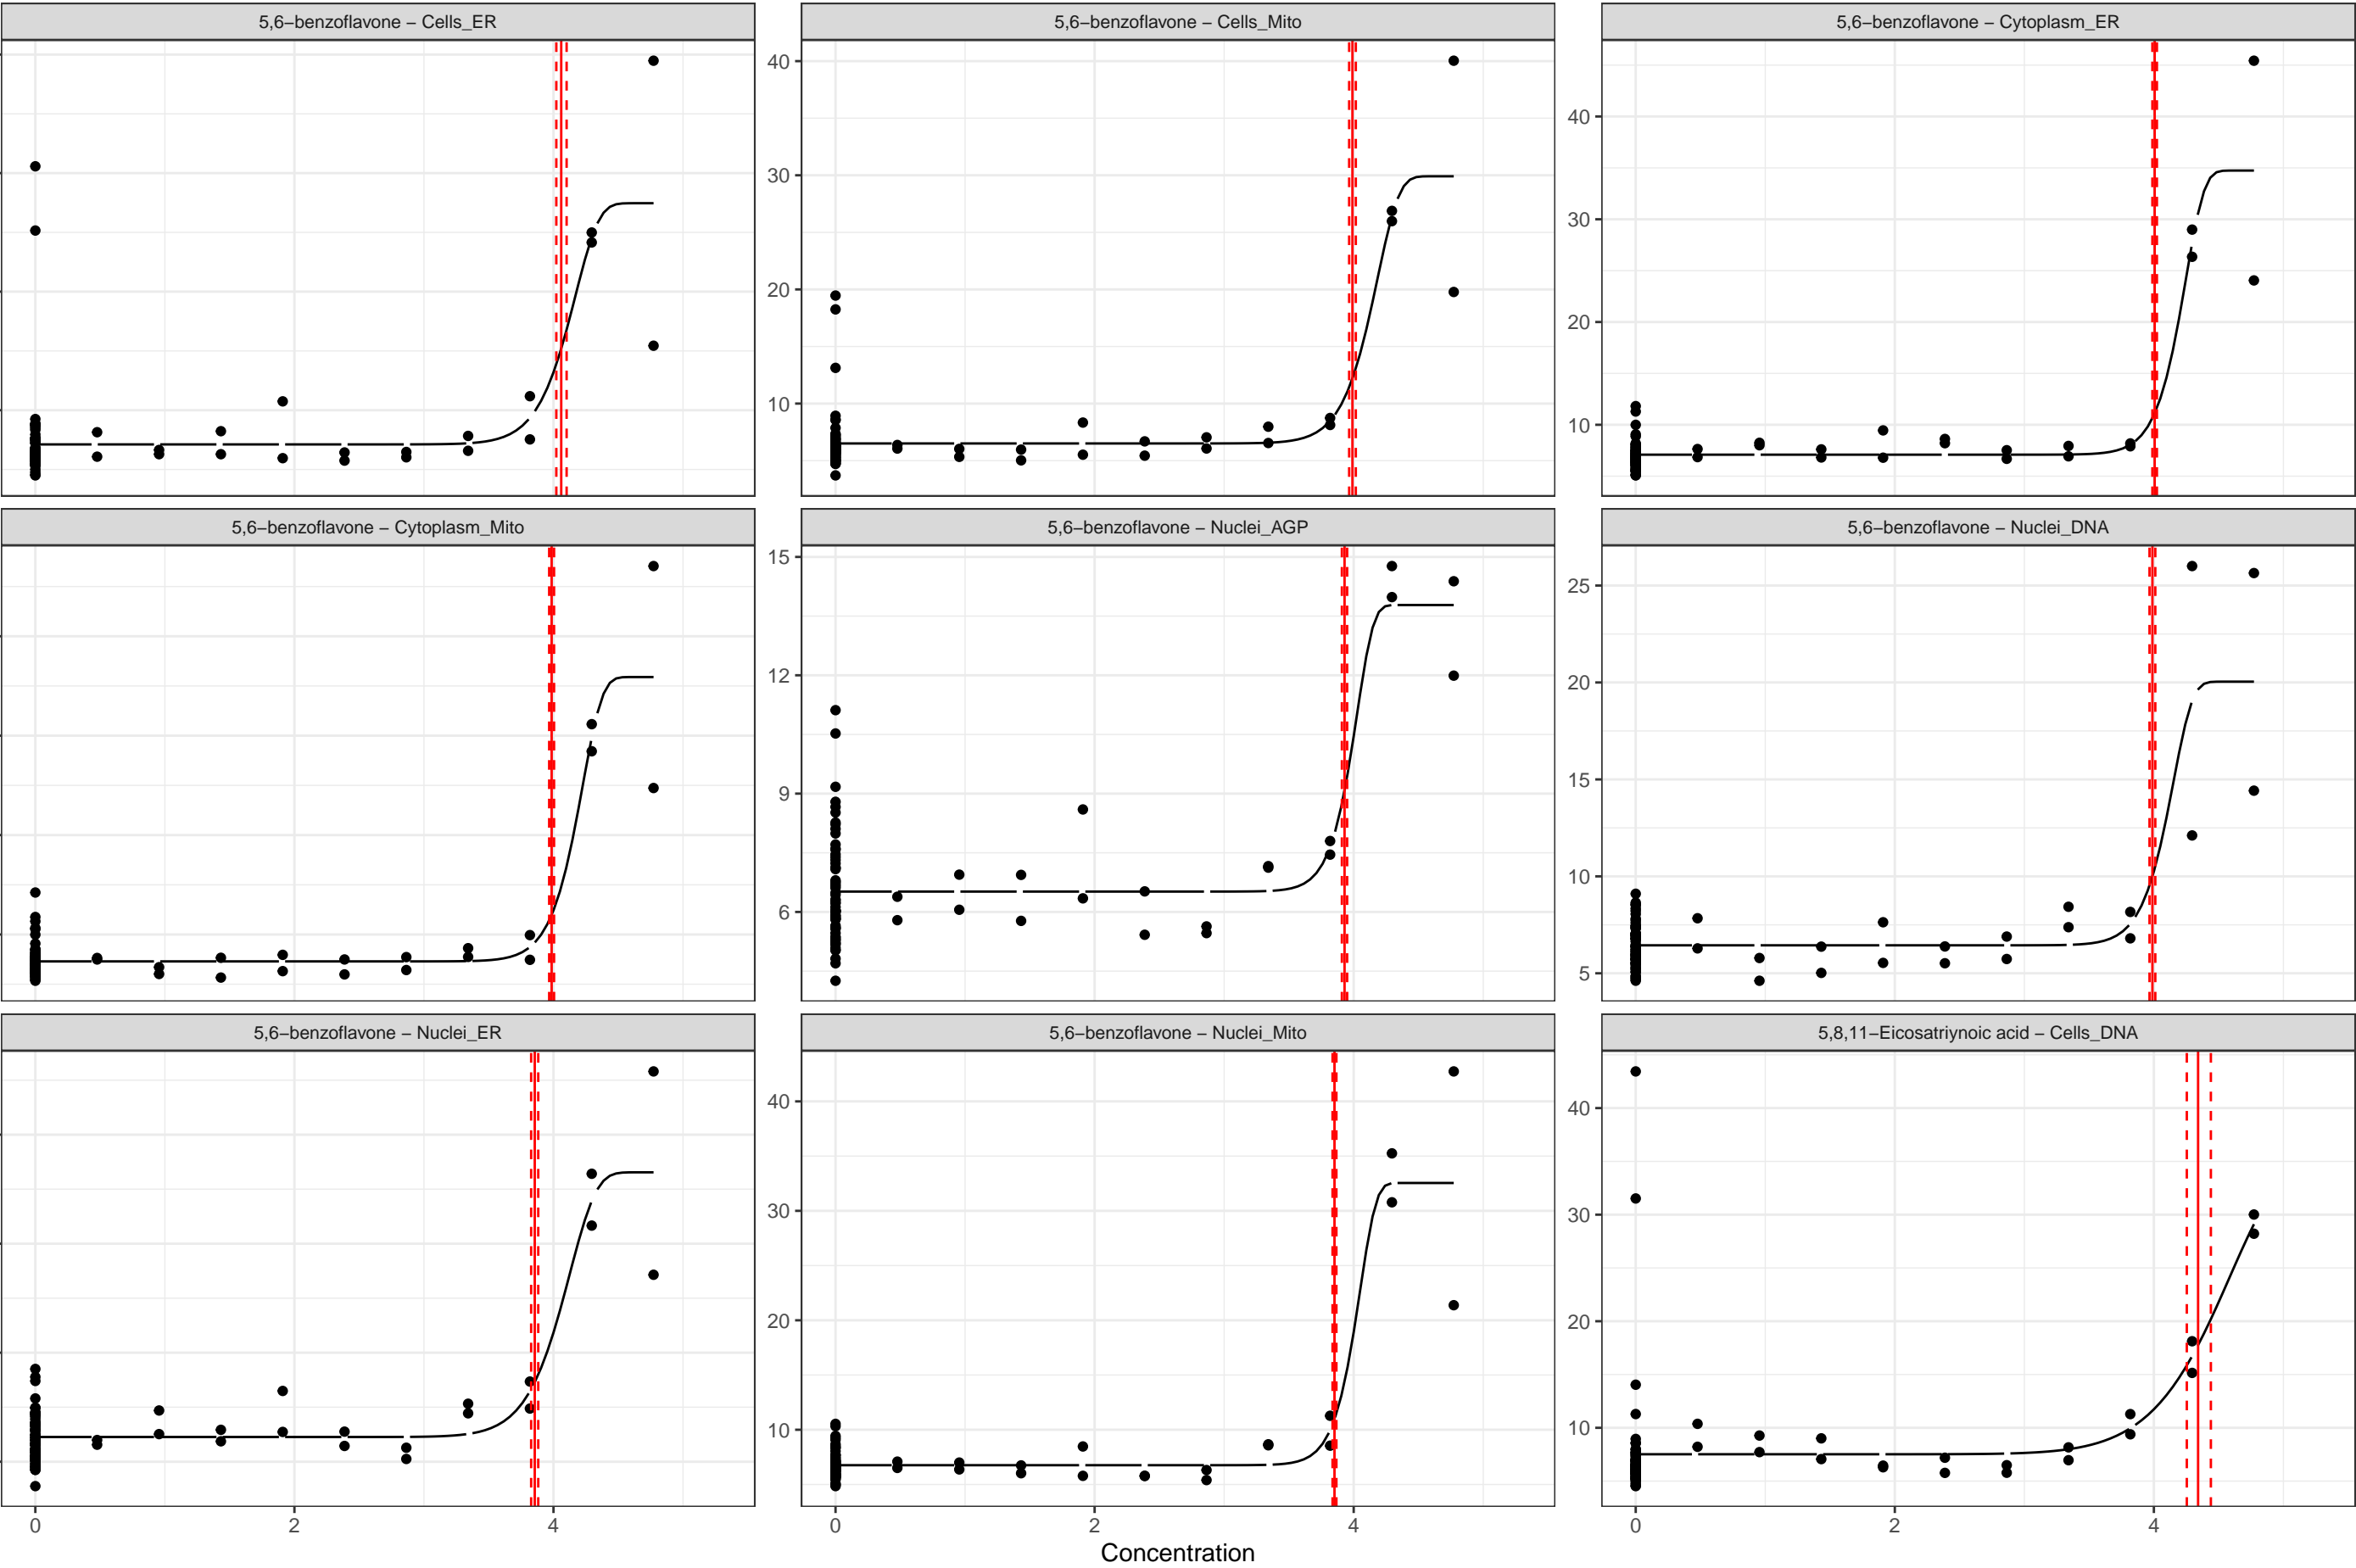 5,6−benzoflavone − Cells_ER
5,6−benzoflavone − Cells_Mito
5,6−benzoflavone − Cytoplasm_ER
40
30
20
10
40
30
20
10
5,6−benzoflavone − Cytoplasm_Mito
5,6−benzoflavone − Nuclei_AGP
5,6−benzoflavone − Nuclei_DNA
15
12
9
6
25
20
15
10
5
5,6−benzoflavone − Nuclei_ER
5,6−benzoflavone − Nuclei_Mito
5,8,11−Eicosatriynoic acid − Cells_DNA
40
30
20
10
40
30
20
10
0 2 4
0 2 4
0 2 4
Concentration